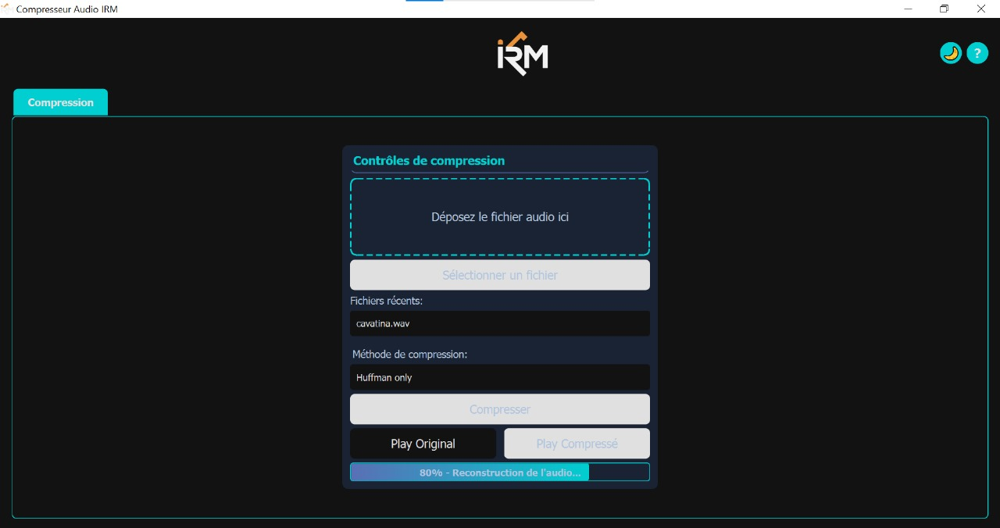 Compresseur Audio IRM
iRM
?
Compression
Contrôles de compression
Déposez le fichier audio ici
Sélectionner un fichier
Fichiers récents:
cavatina.wav
Méthode de compression:
Huffman only
Compresser
Play Original
Play Compressé
80% - Reconstruction de l'audio...